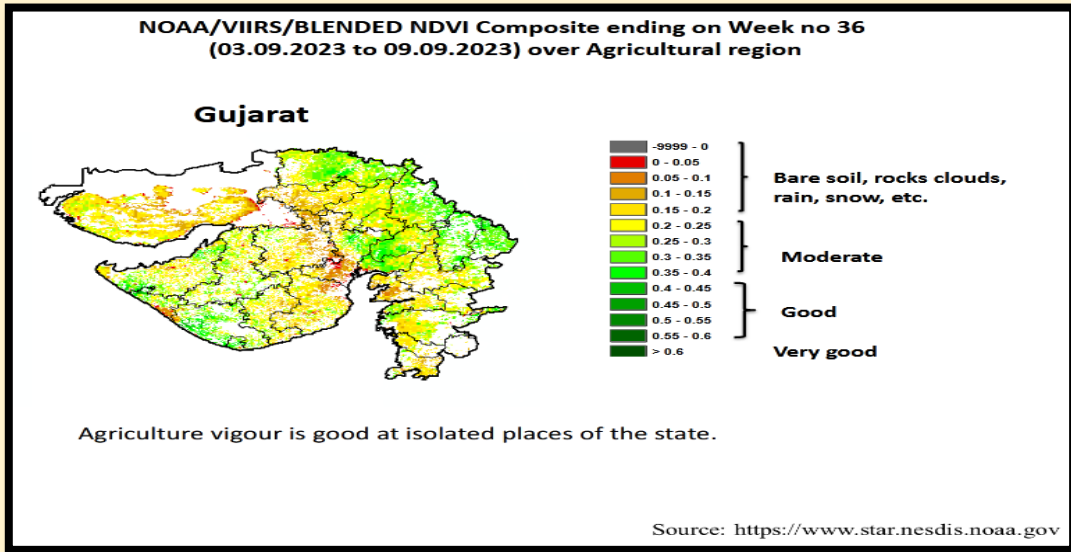 NOAA/VIIRS/BLENDED NDVI Composite ending on Week no 36
(03.09.2023 to 09.09.2023) over Agricultural region
Gujarat
-9999 - 0
0 - 0.05
0.05 - 0.1
0.1 - 0.15
0.15 - 0.2
0.2 - 0.25
0.25 - 0.3
0.3 - 0.35
0.35 - 0.4
0.4 - 0.45
0.45 - 0.5
0.5 - 0.55
0.55 - 0.6
> 0.6
Bare soil, rocks clouds,
rain, snow, etc.
Moderate
Good
Very good
Agriculture vigour is good at isolated places of the state.
Source: https://www.star.nesdis.noaa.gov